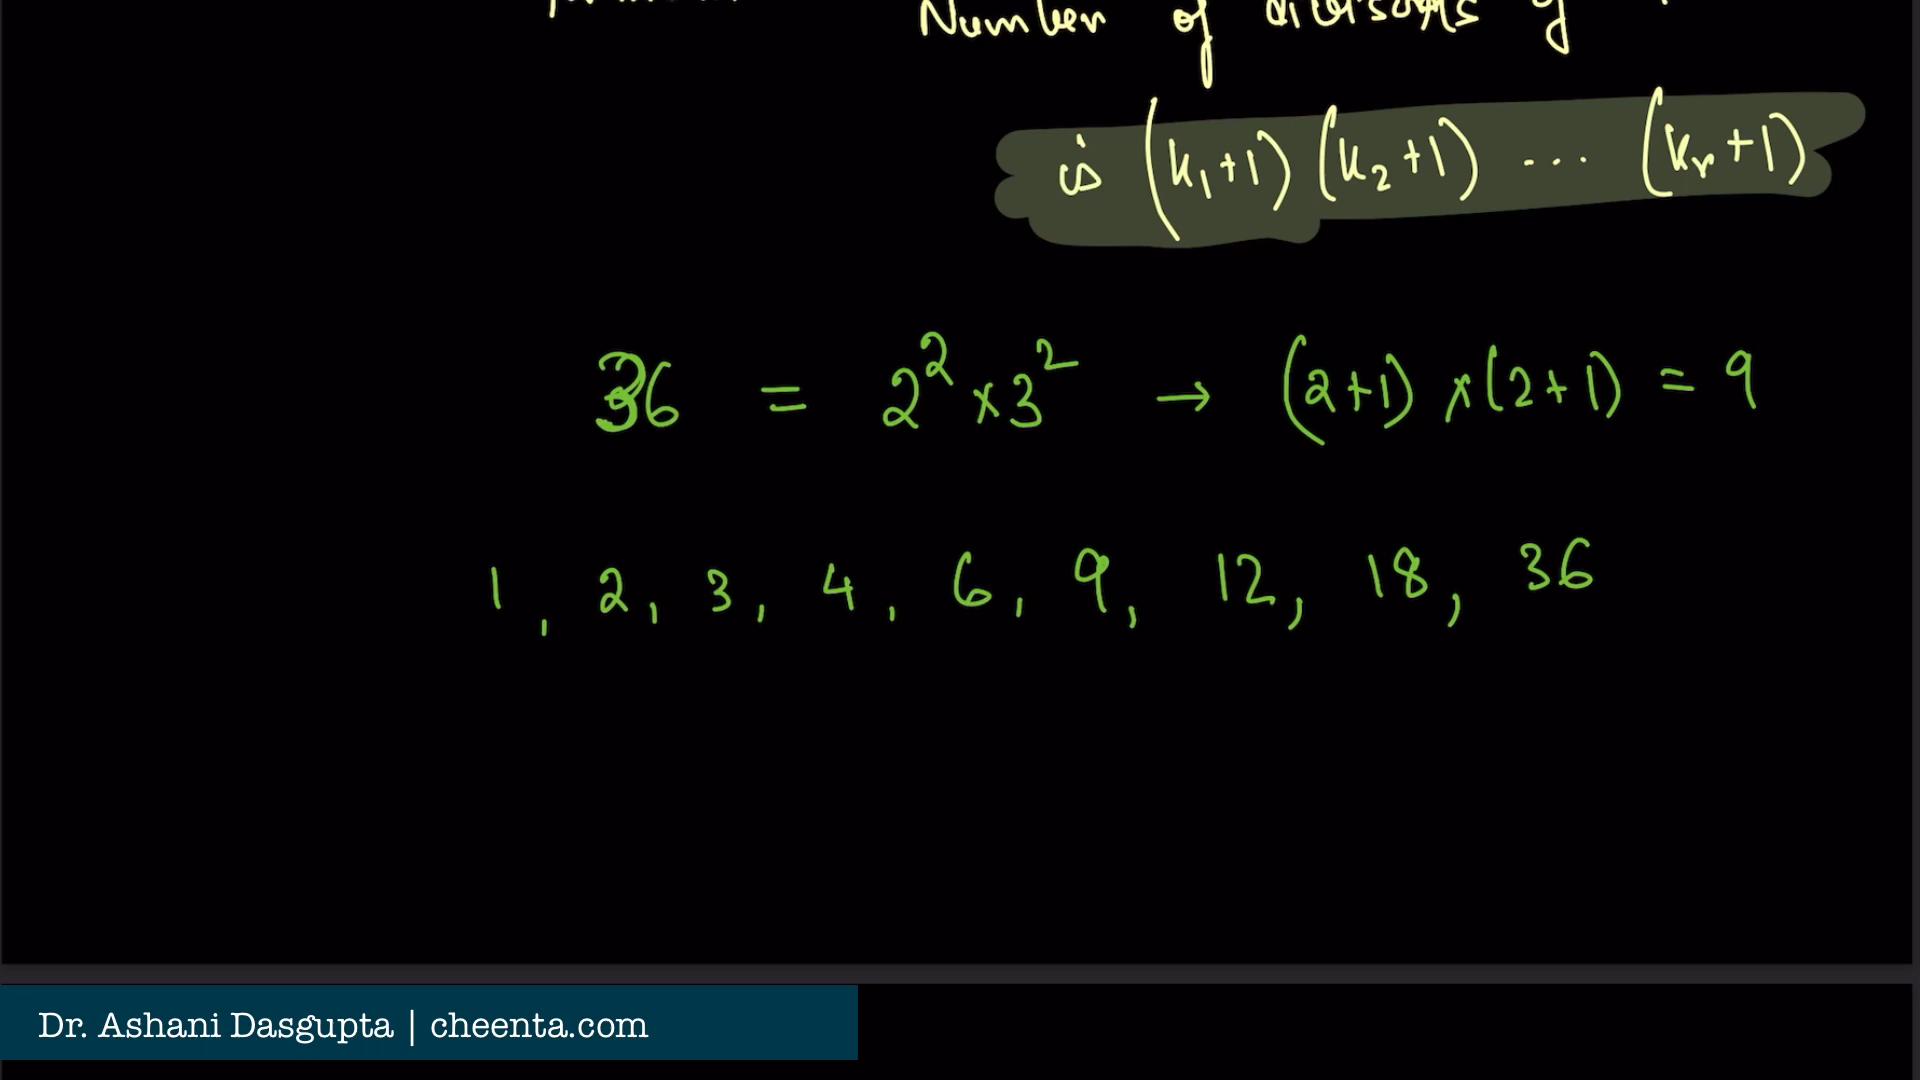 Number of divisors of
is (k₁+1) (k₂+1) ... (kᵣ+1)
36 = 2² × 3² → (2+1) × (2+1) = 9
1, 2, 3, 4, 6, 9, 12, 18, 36
Dr. Ashani Dasgupta | cheenta.com